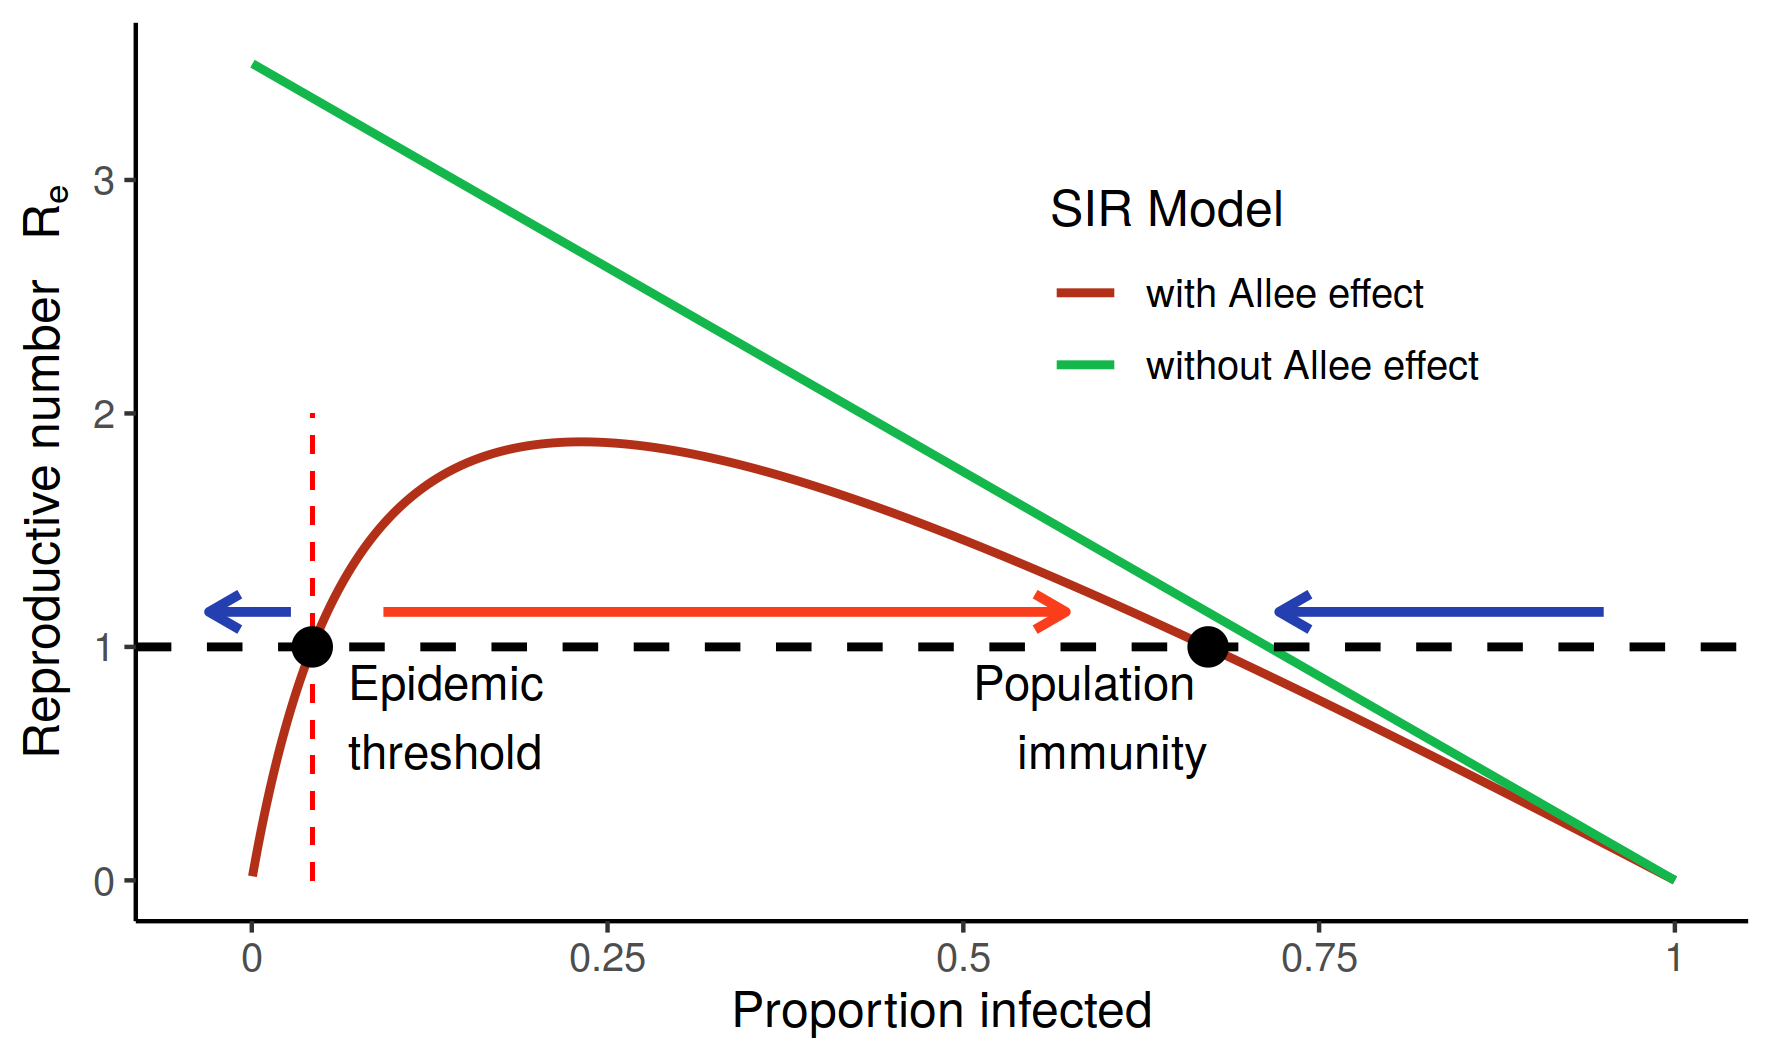 Reproductive number Rₑ
3
2
1
0
SIR Model
with Allee effect
without Allee effect
Epidemic
threshold
Population
immunity
0 0.25 0.5 0.75 1
Proportion infected